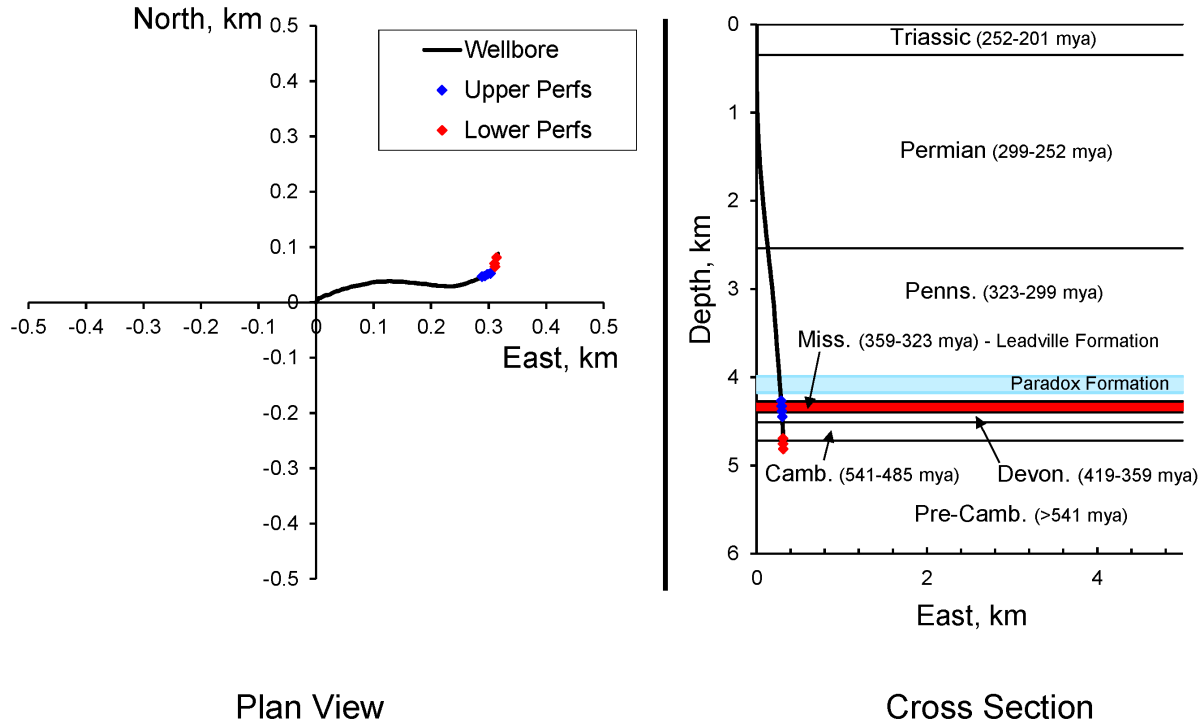 North, km
0.5
0.4
0.3
0.2
0.1
0
-0.1
-0.2
-0.3
-0.4
-0.5
-0.5 -0.4 -0.3 -0.2 -0.1 0 0.1 0.2 0.3 0.4 0.5
East, km
Wellbore
Upper Perfs
Lower Perfs
Plan View
Depth, km
0
1
2
3
4
5
6
Triassic (252-201 mya)
Permian (299-252 mya)
Penns. (323-299 mya)
Miss. (359-323 mya) - Leadville Formation
Paradox Formation
Camb. (541-485 mya)
Devon. (419-359 mya)
Pre-Camb. (>541 mya)
0 2 4
East, km
Cross Section